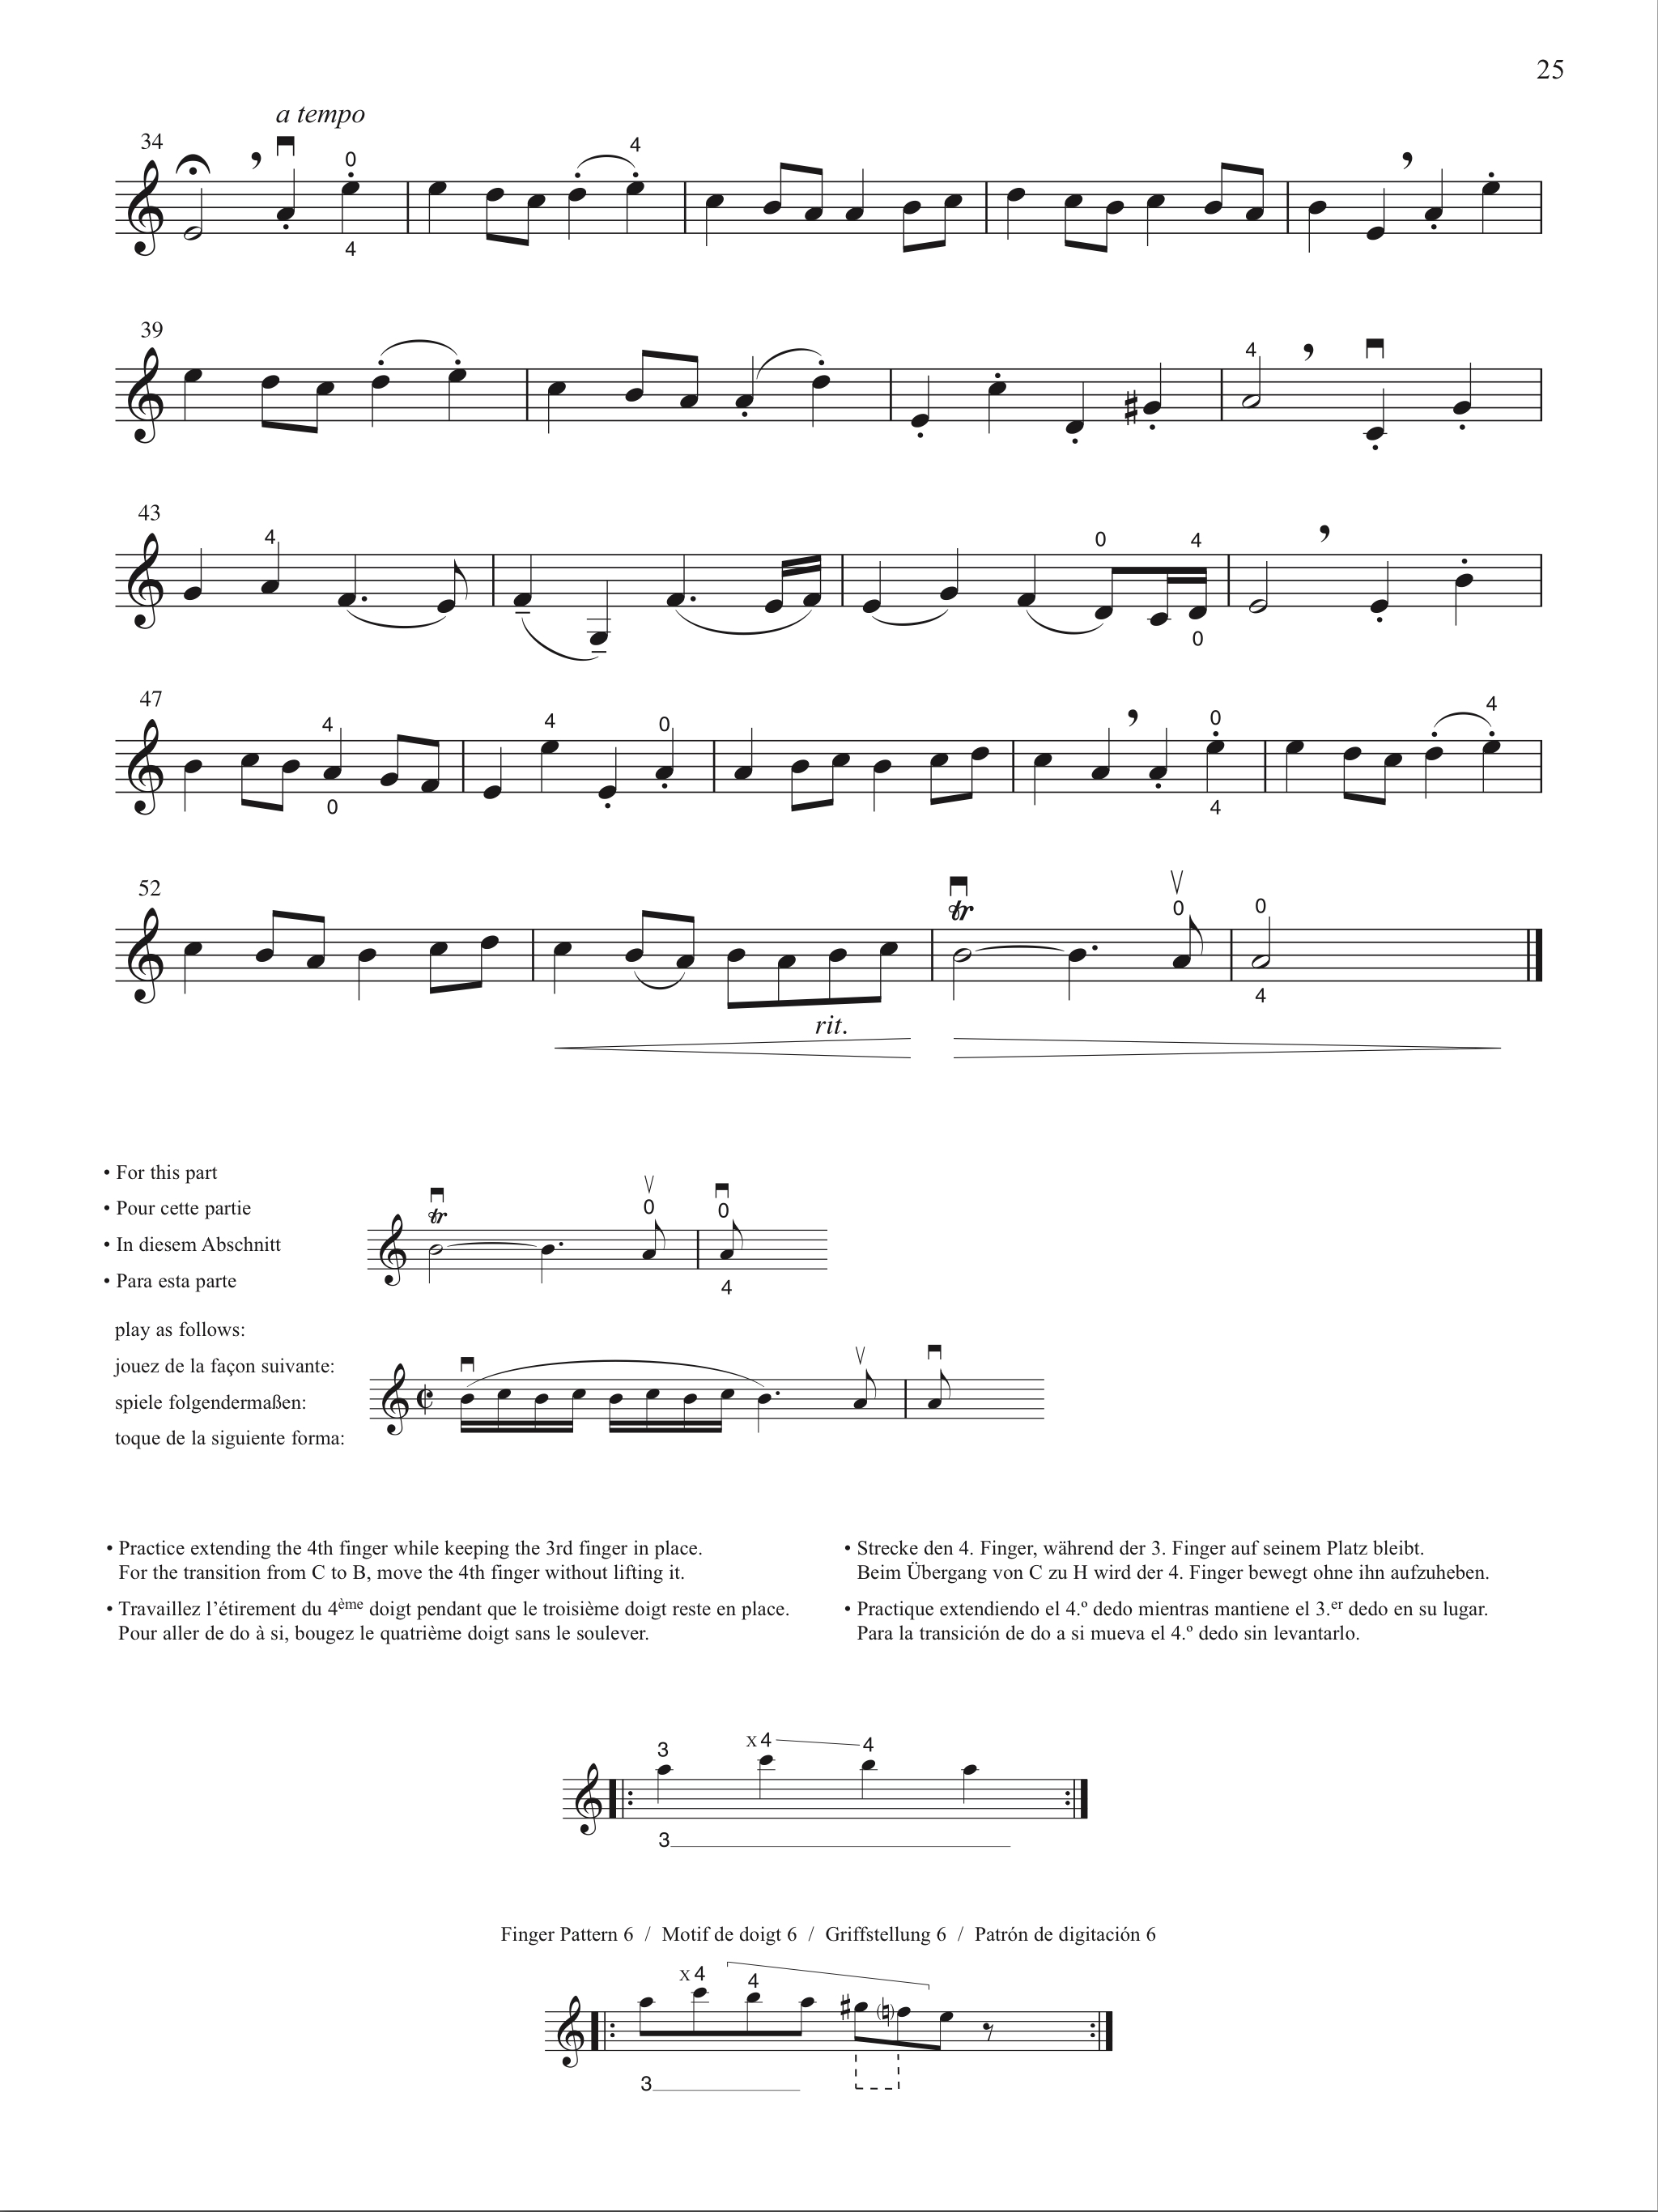 25
a tempo
34
0
4
4
39
4
43
4
0
4
0
47
4
4
0
0
4
0
4
52
tr
0
0
4
rit.
• For this part
• Pour cette partie
• In diesem Abschnitt
• Para esta parte
tr
0
0
4
play as follows:
jouez de la façon suivante:
spiele folgendermaßen:
toque de la siguiente forma:
• Practice extending the 4th finger while keeping the 3rd finger in place.
For the transition from C to B, move the 4th finger without lifting it.
• Travaillez l’étirement du 4ème doigt pendant que le troisième doigt reste en place.
Pour aller de do à si, bougez le quatrième doigt sans le soulever.
• Strecke den 4. Finger, während der 3. Finger auf seinem Platz bleibt.
Beim Übergang von C zu H wird der 4. Finger bewegt ohne ihn aufzuheben.
• Practique extendiendo el 4.º dedo mientras mantiene el 3.er dedo en su lugar.
Para la transición de do a si mueva el 4.º dedo sin levantarlo.
3 x4 4
3
Finger Pattern 6 / Motif de doigt 6 / Griffstellung 6 / Patrón de digitación 6
x4 4
3